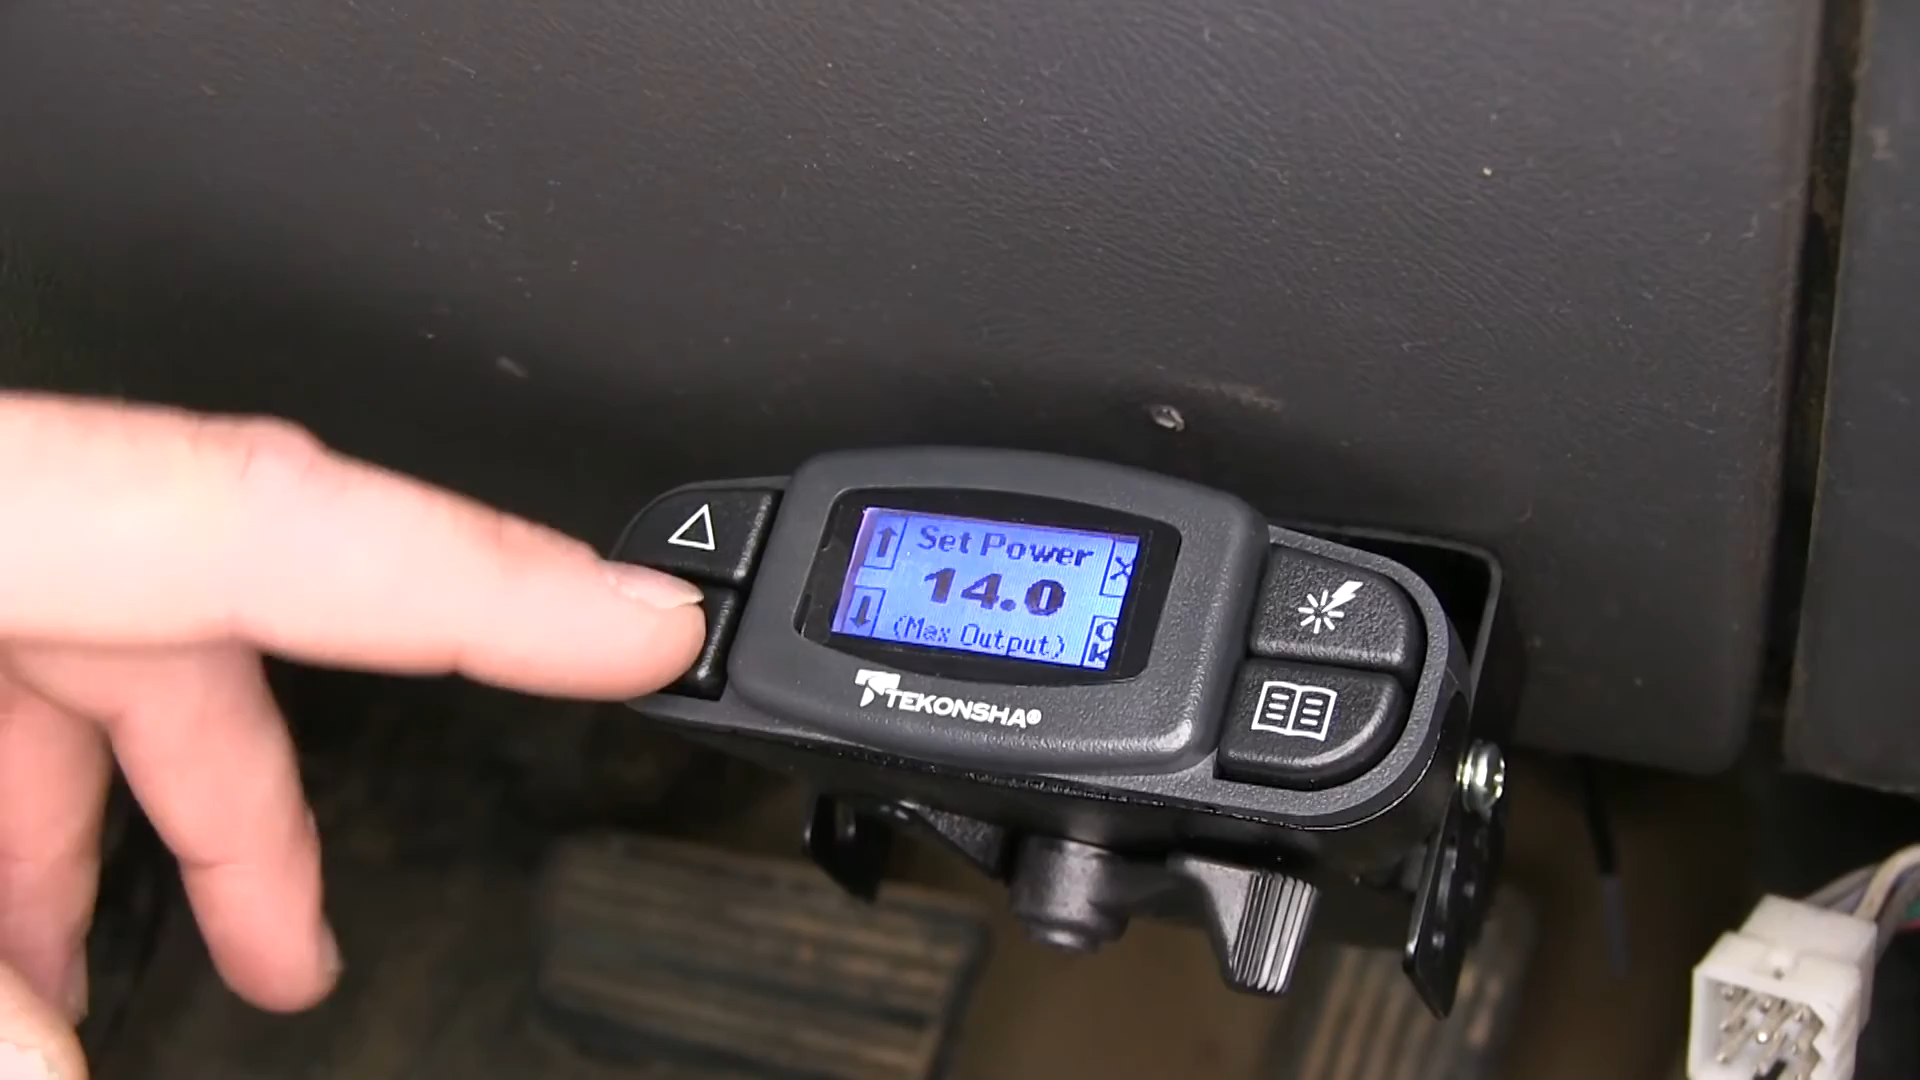 Set Power
14.0
(Max Output)
X
OK
TEKONSHA®